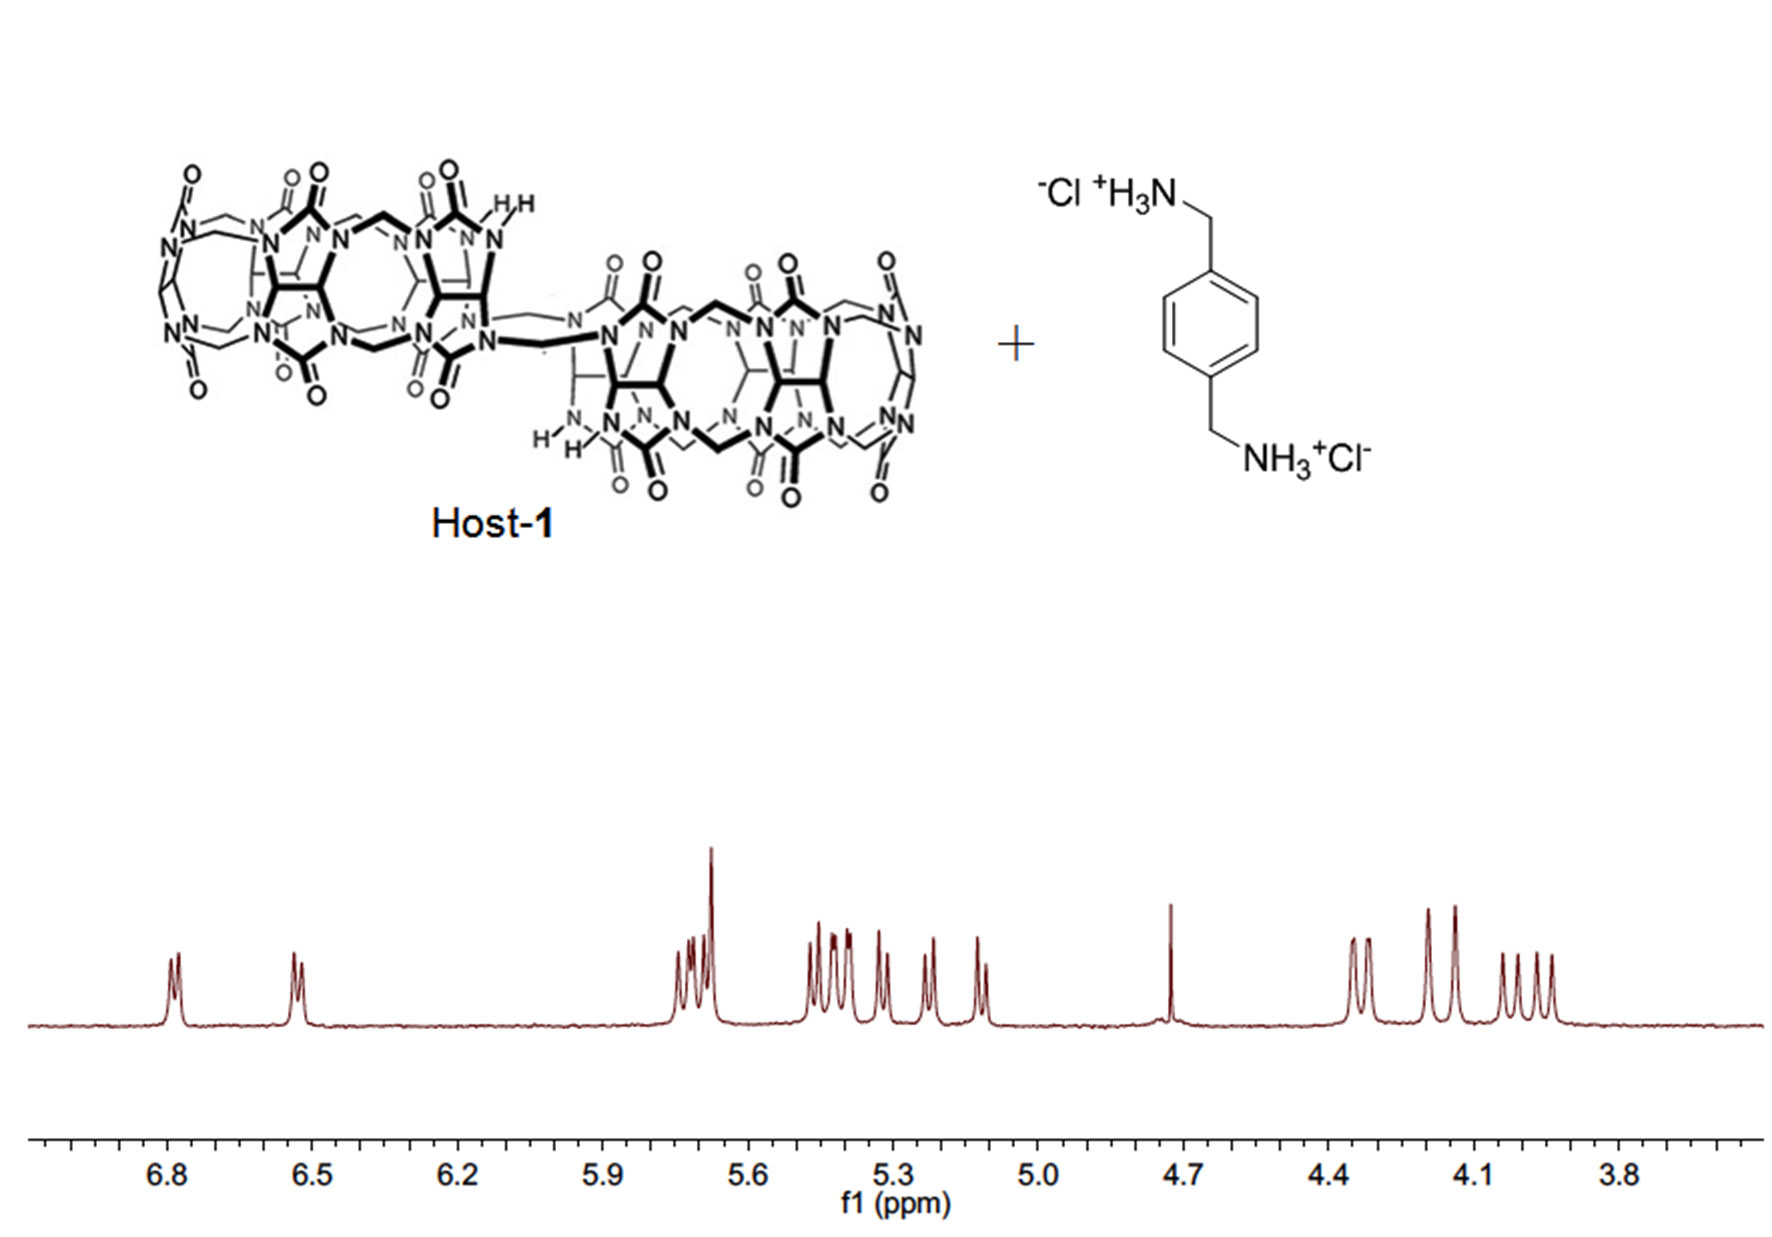 O O O O O H H
N N N N N N N N
N N N N N N N N
O O O O O O
O O O O O
N N N N N N N N
H N H N N N N N N N
O O O O O
Host-1
+
-Cl +H3N
NH3+Cl-
6.8 6.5 6.2 5.9 5.6 5.3 5.0 4.7 4.4 4.1 3.8
f1 (ppm)